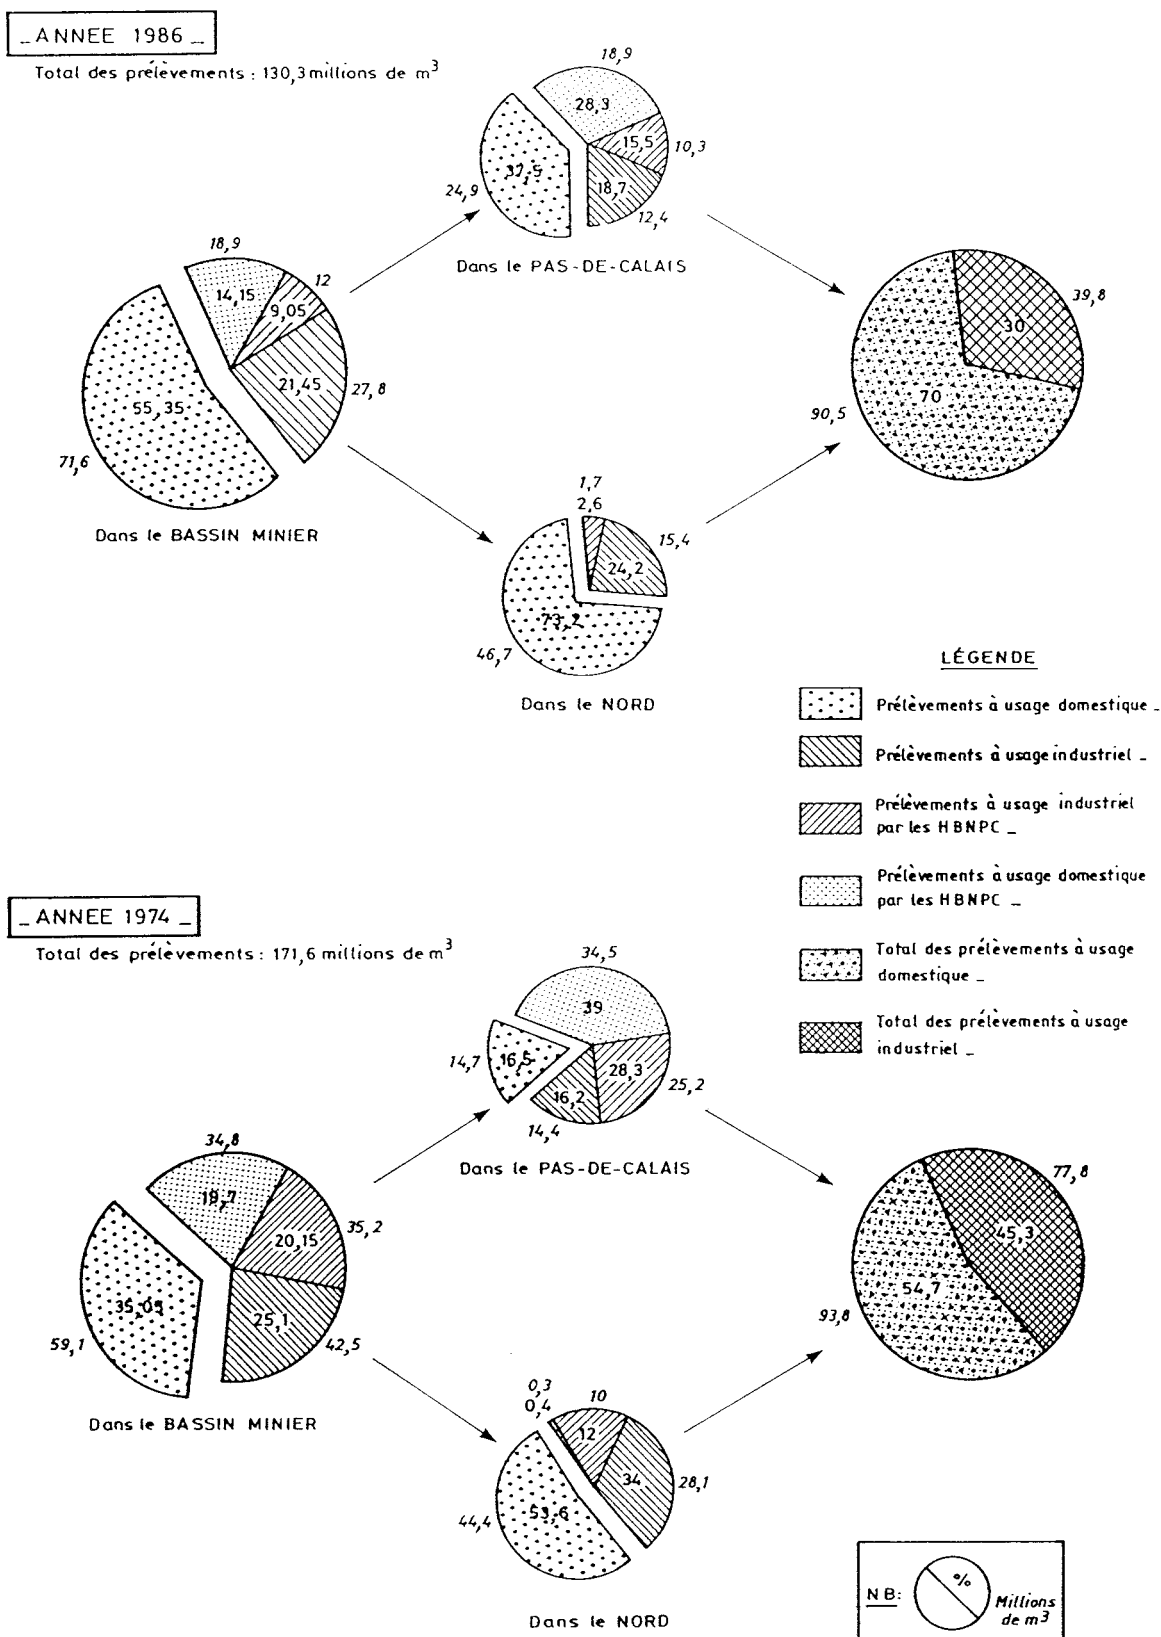 _ ANNEE 1986 _
Total des prélèvements : 130,3 millions de m³
18,9
28,3
15,5
10,3
37,5
18,7
24,9
12,4
Dans le PAS-DE-CALAIS
18,9
12
14,15
9,05
21,45
27,8
55,35
71,6
Dans le BASSIN MINIER
39,8
30
70
90,5
1,7
2,6
15,4
24,2
73,2
46,7
Dans le NORD
LÉGENDE
Prélèvements à usage domestique _
Prélèvements à usage industriel _
Prélèvements à usage industriel
par les HBNPC _
Prélèvements à usage domestique
par les HBNPC _
Total des prélèvements à usage
domestique _
Total des prélèvements à usage
industriel _
_ ANNEE 1974 _
Total des prélèvements : 171,6 millions de m³
34,5
39
16,5
14,7
28,3
25,2
16,2
14,4
Dans le PAS-DE-CALAIS
34,8
19,7
35,2
20,15
35,05
25,1
59,1
42,5
Dans le BASSIN MINIER
77,8
45,3
54,7
93,8
0,3
0,4
10
12
34
28,1
53,6
44,4
Dans le NORD
NB:
%
Millions
de m³